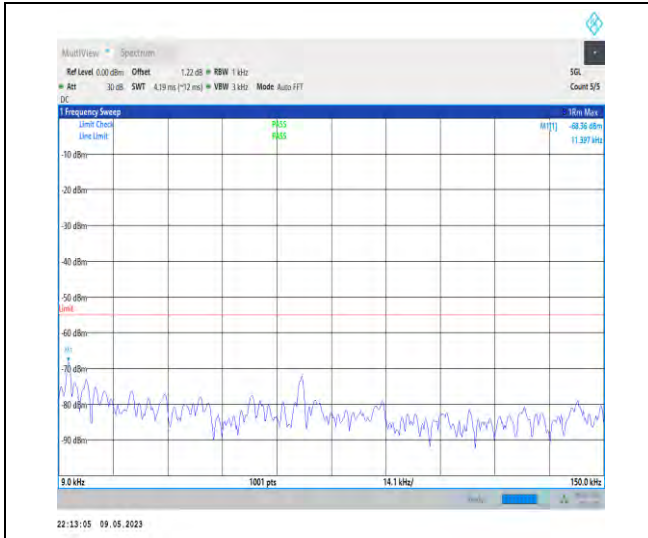 MultiView Spectrum
Ref Level 0.00 dBm Offset 1.22 dB RBW 1 kHz SGL
Att 30 dB SWT 4.19 ms (~12 ms) VBW 3 kHz Mode Auto FFT Count 5/5
DC
1 Frequency Sweep 1Rm Max
Limit Check PASS M1[1] -68.36 dBm
Line Limit PASS 11.397 kHz
-10 dBm
-20 dBm
-30 dBm
-40 dBm
-50 dBm
Limit
-60 dBm
M1
-70 dBm
-80 dBm
-90 dBm
9.0 kHz 1001 pts 14.1 kHz/ 150.0 kHz
Ready
22:13:05 09.05.2023